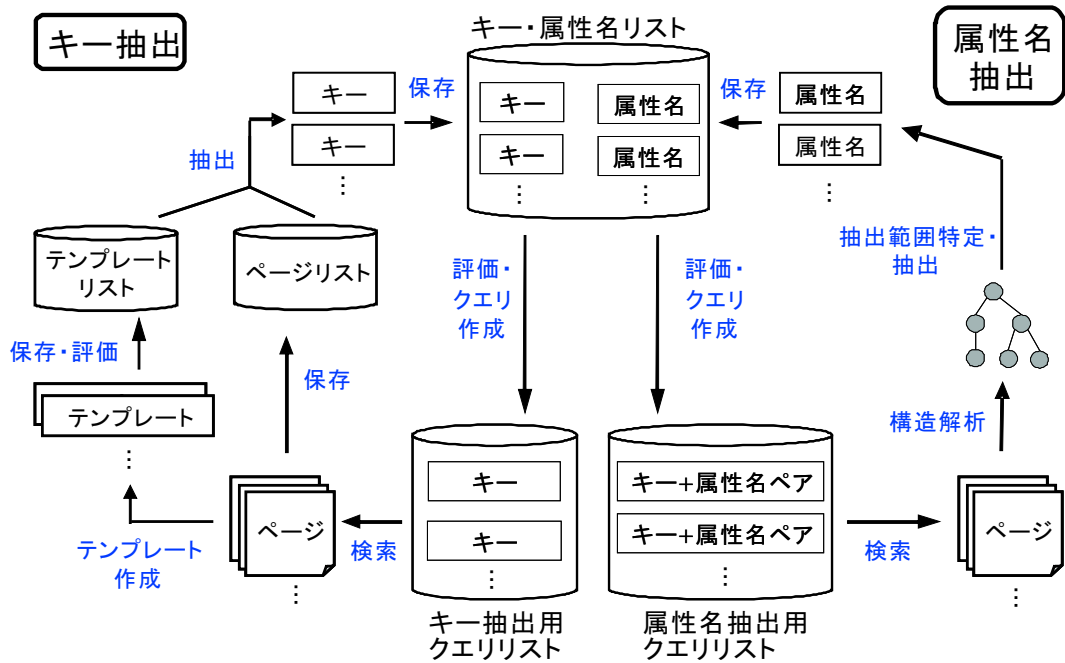 キー抽出
キー・属性名リスト
属性名
抽出
キー
キー
⋮
保存
キー
キー
⋮
属性名
属性名
⋮
保存
属性名
属性名
⋮
抽出
テンプレート
リスト
ページリスト
評価・
クエリ
作成
評価・
クエリ
作成
抽出範囲特定・
抽出
保存・評価
保存
テンプレート
⋮
構造解析
キー
キー
⋮
キー+属性名ペア
キー+属性名ペア
⋮
ページ
⋮
検索
検索
ページ
⋮
テンプレート
作成
キー抽出用
クエリリスト
属性名抽出用
クエリリスト